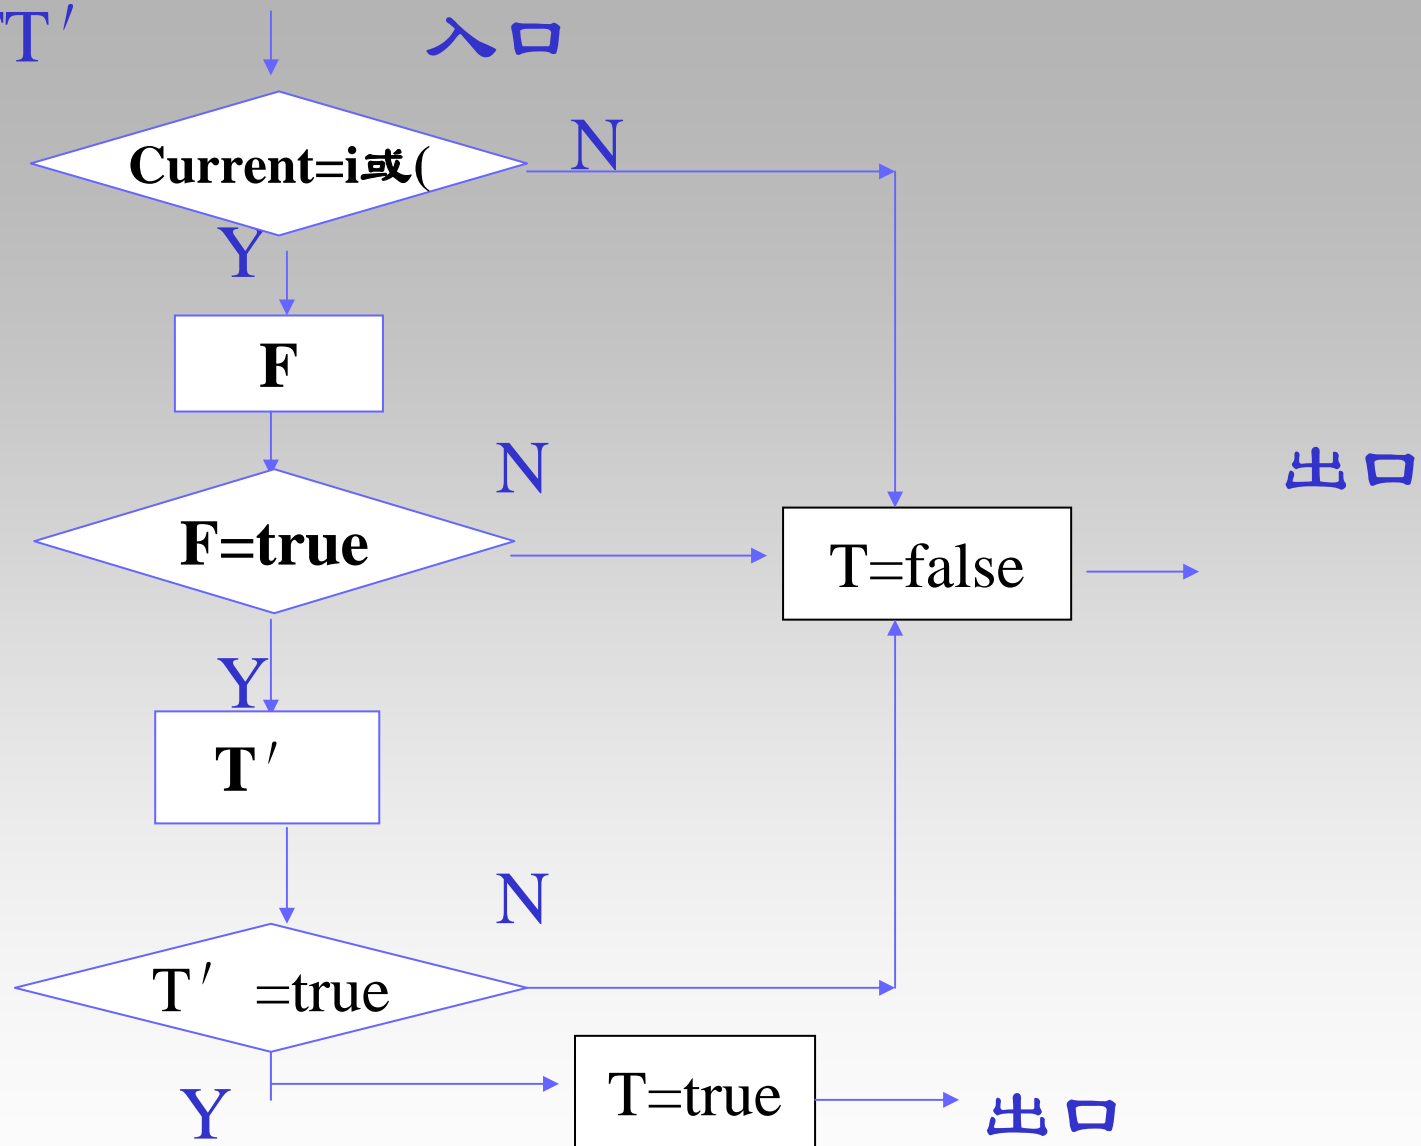 T′
入口
Current=i或(
N
Y
F
N
出口
F=true
T=false
Y
T′
N
T′ =true
T=true
Y
出口